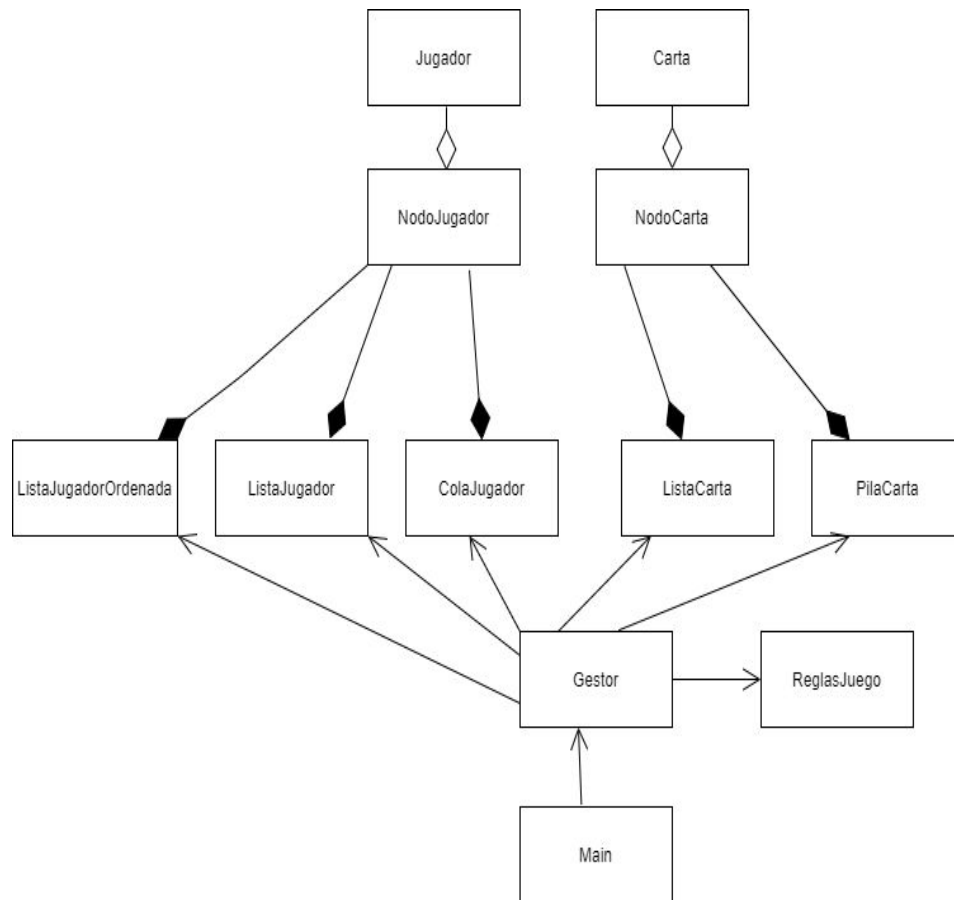 Jugador
Carta
NodoJugador
NodoCarta
ListaJugadorOrdenada
ListaJugador
ColaJugador
ListaCarta
PilaCarta
Gestor
ReglasJuego
Main